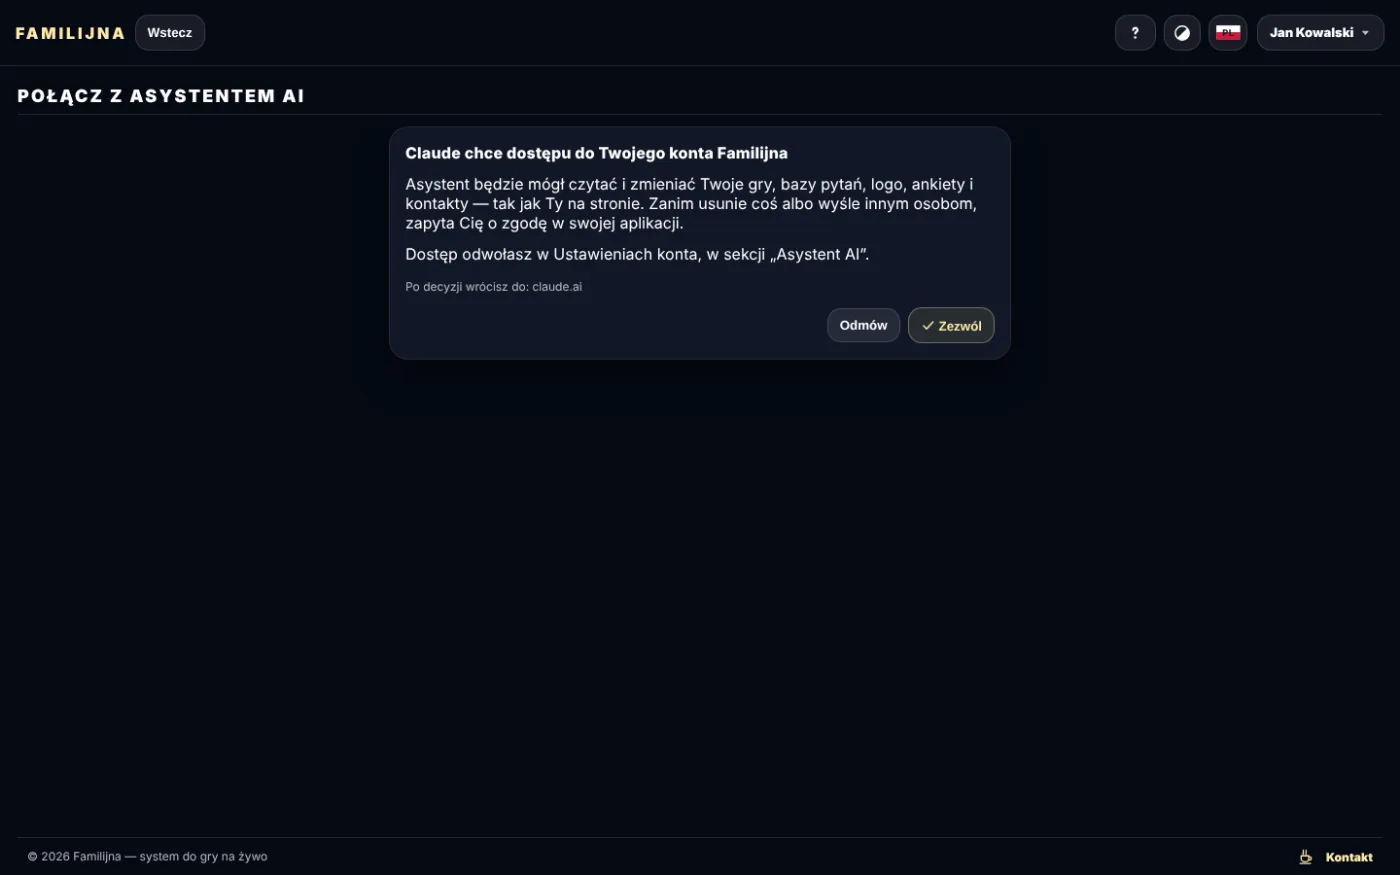 FAMILIJNA
Wstecz
?
PL
Jan Kowalski
POŁĄCZ Z ASYSTENTEM AI
Claude chce dostępu do Twojego konta Familijna
Asystent będzie mógł czytać i zmieniać Twoje gry, bazy pytań, logo, ankiety i
kontakty — tak jak Ty na stronie. Zanim usunie coś albo wyśle innym osobom,
zapyta Cię o zgodę w swojej aplikacji.
Dostęp odwołasz w Ustawieniach konta, w sekcji „Asystent AI”.
Po decyzji wrócisz do: claude.ai
Odmów
Zezwól
© 2026 Familijna — system do gry na żywo
Kontakt